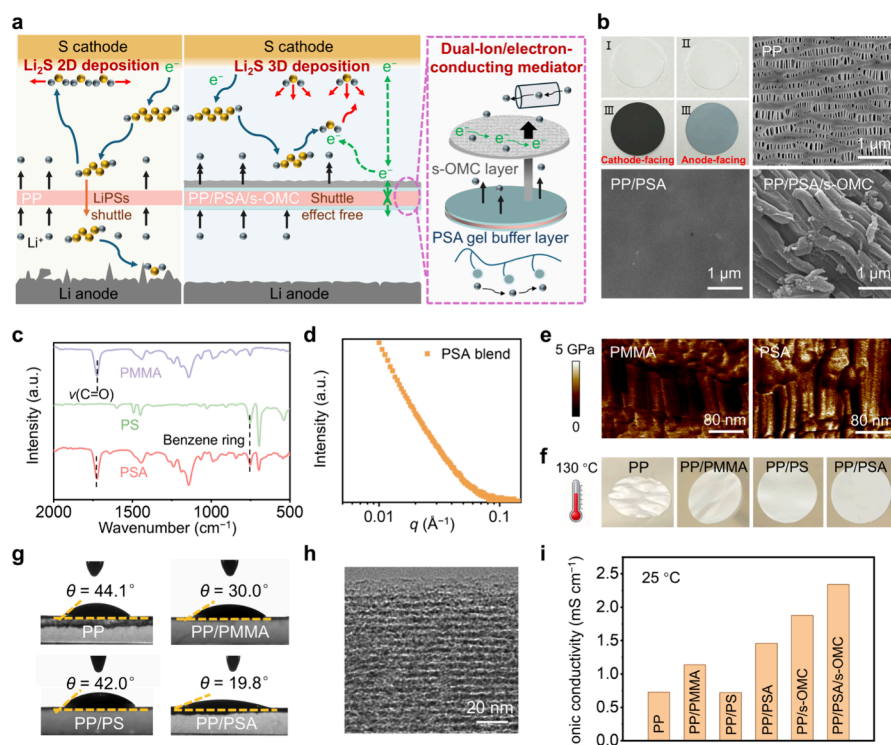 a
S cathode
S cathode
Li₂S 2D deposition
e⁻
Li₂S 3D deposition
e⁻
e⁻
e⁻
PP
LiPSs
shuttle
Li⁺
Li anode
PP/PSA/s-OMC
Shuttle
effect free
Li anode
Dual-Ion/electron-
conducting mediator
e⁻
e⁻
s-OMC layer
PSA gel buffer layer
b
I
II
III
Cathode-facing
III
Anode-facing
PP
1 μm
PP/PSA
1 μm
PP/PSA/s-OMC
1 μm
c
Intensity (a.u.)
PMMA
ν(C=O)
PS
Benzene ring
PSA
2000
1500
1000
500
Wavenumber (cm⁻¹)
d
Intensity (a.u.)
PSA blend
0.01
0.1
q (Å⁻¹)
e
5 GPa
0
PMMA
80 nm
PSA
80 nm
f
130 °C
PP
PP/PMMA
PP/PS
PP/PSA
g
θ = 44.1°
PP
θ = 30.0°
PP/PMMA
θ = 42.0°
PP/PS
θ = 19.8°
PP/PSA
h
20 nm
i
onic conductivity (mS cm⁻¹)
25 °C
2.5
2.0
1.5
1.0
0.5
0.0
PP
PP/PMMA
PP/PS
PP/PSA
PP/s-OMC
PP/PSA/s-OMC